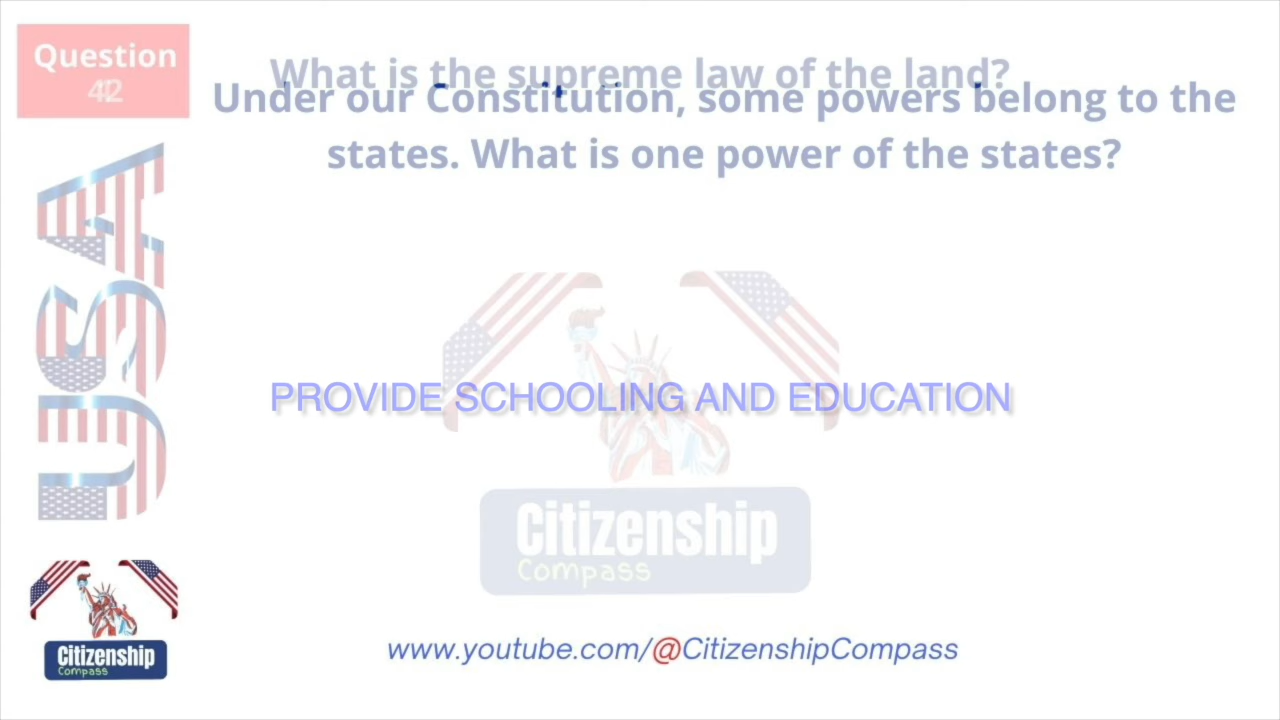 Question
42
What is the supreme law of the land?
Under our Constitution, some powers belong to the
states. What is one power of the states?
USA
PROVIDE SCHOOLING AND EDUCATION
Citizenship
Compass
Citizenship
Compass
www.youtube.com/@CitizenshipCompass